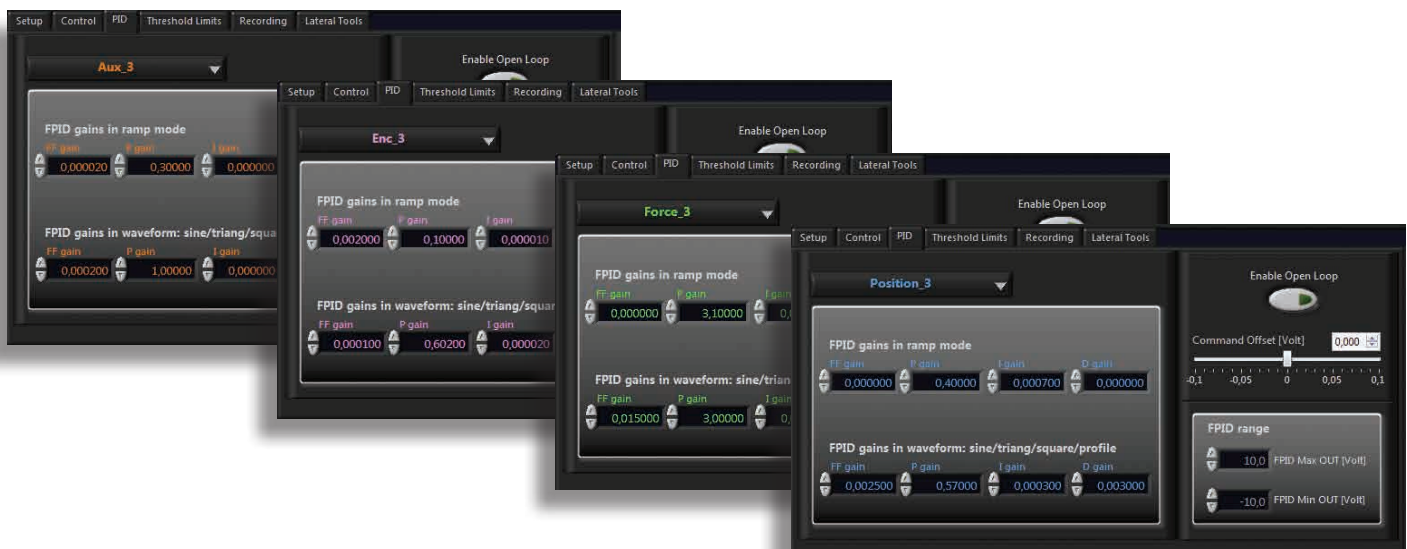 Setup Control PID Threshold Limits Recording Lateral Tools
Aux_3
Enable Open Loop
FPID gains in ramp mode
FF gain P gain I gain
0,000020 0,30000 0,000000
FPID gains in waveform: sine/triang/squa
FF gain P gain I gain
0,000200 1,00000 0,000000
Setup Control PID Threshold Limits Recording Lateral Tools
Enc_3
Enable Open Loop
FPID gains in ramp mode
FF gain P gain I gain
0,002000 0,10000 0,000010
FPID gains in waveform: sine/triang/squar
FF gain P gain I gain
0,000100 0,60200 0,000020
Setup Control PID Threshold Limits Recording Lateral Tools
Force_3
Enable Open Loop
FPID gains in ramp mode
FF gain P gain I gain
0,000000 3,10000
FPID gains in waveform: sine/trian
FF gain P gain I gain
0,015000 3,00000
Setup Control PID Threshold Limits Recording Lateral Tools
Position_3
Enable Open Loop
Command Offset [Volt] 0,000
-0,1 -0,05 0 0,05 0,1
FPID gains in ramp mode
FF gain P gain I gain D gain
0,000000 0,40000 0,000700 0,000000
FPID gains in waveform: sine/triang/square/profile
FF gain P gain I gain D gain
0,002500 0,57000 0,000300 0,003000
FPID range
10,0 FPID Max OUT [Volt]
-10,0 FPID Min OUT [Volt]